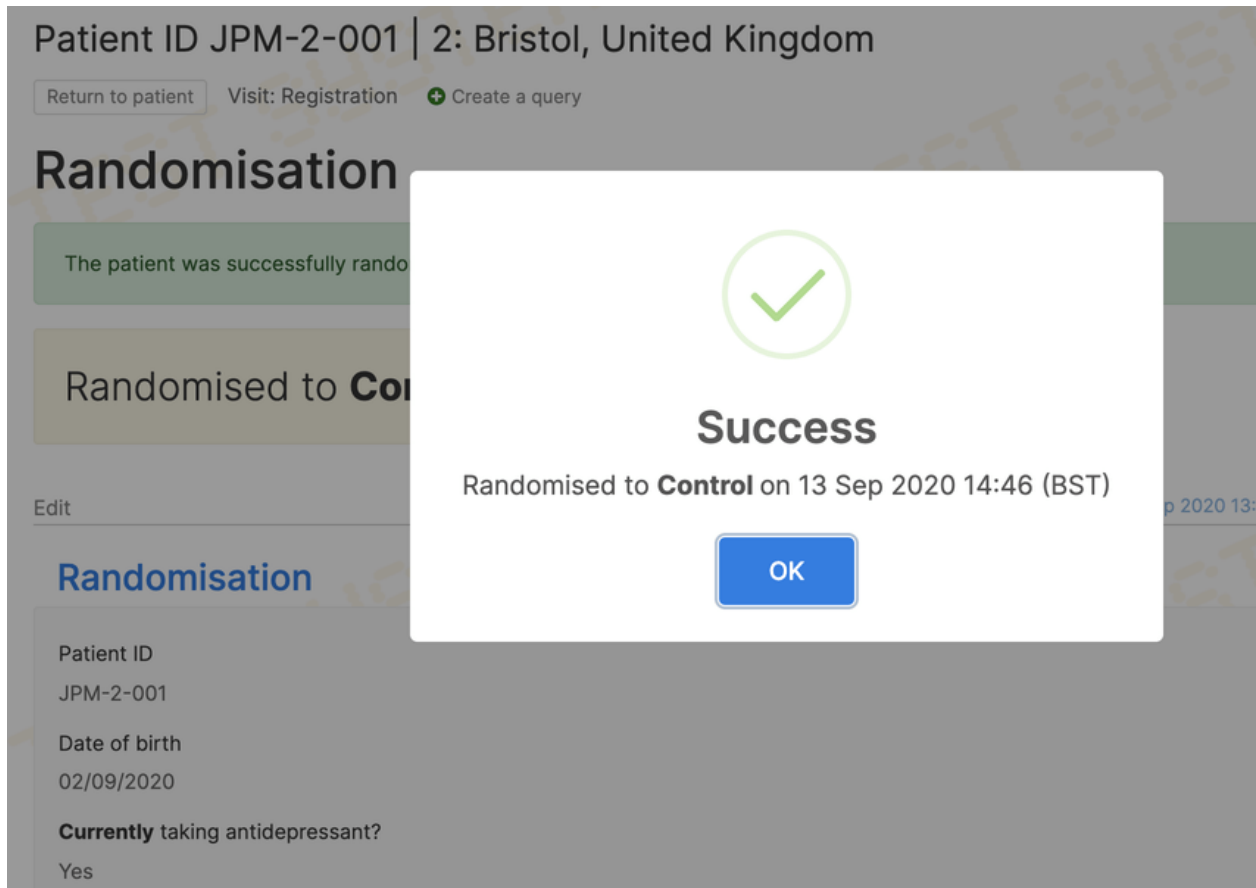 Patient ID JPM-2-001 | 2: Bristol, United Kingdom
Return to patient Visit: Registration Create a query
Randomisation
The patient was successfully
Randomised to
Success
Randomised to Control on 13 Sep 2020 14:46 (BST)
Edit 2020 13:
OK
Randomisation
Patient ID
JPM-2-001
Date of birth
02/09/2020
Currently taking antidepressant?
Yes
TEST SYST